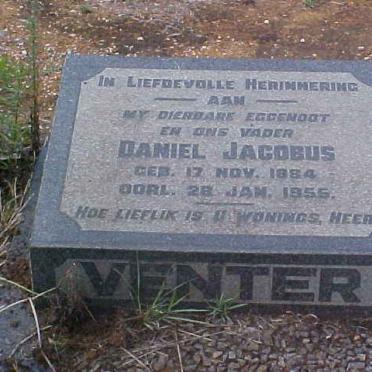 In Liefdevolle Herinnering
aan
my dierbare eggenoot
en ons vader
Daniel Jacobus
geb. 17 Nov. 1884
oorl. 28 Jan. 1955.
Hoe lieflik is U wonings, Heer
VENTER